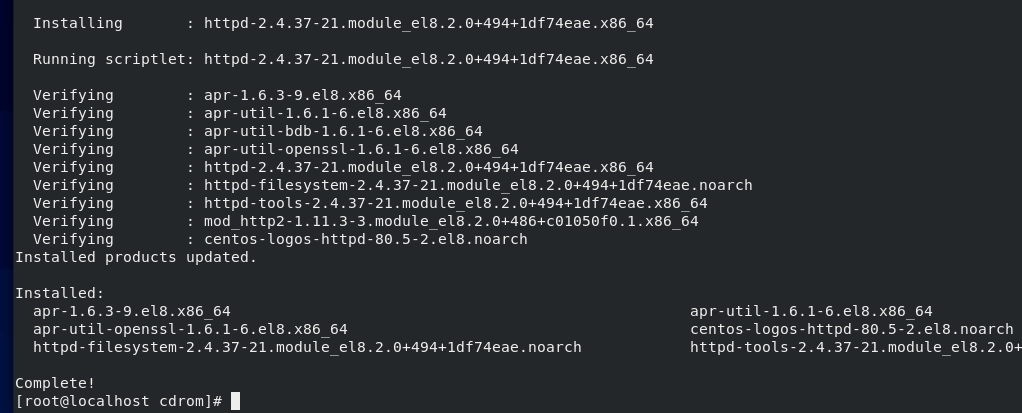 Installing       : httpd-2.4.37-21.module_el8.2.0+494+1df74eae.x86_64
Running scriptlet: httpd-2.4.37-21.module_el8.2.0+494+1df74eae.x86_64
Verifying        : apr-1.6.3-9.el8.x86_64
Verifying        : apr-util-1.6.1-6.el8.x86_64
Verifying        : apr-util-bdb-1.6.1-6.el8.x86_64
Verifying        : apr-util-openssl-1.6.1-6.el8.x86_64
Verifying        : httpd-2.4.37-21.module_el8.2.0+494+1df74eae.x86_64
Verifying        : httpd-filesystem-2.4.37-21.module_el8.2.0+494+1df74eae.noarch
Verifying        : httpd-tools-2.4.37-21.module_el8.2.0+494+1df74eae.x86_64
Verifying        : mod_http2-1.11.3-3.module_el8.2.0+486+c01050f0.1.x86_64
Verifying        : centos-logos-httpd-80.5-2.el8.noarch
Installed products updated.
Installed:
apr-1.6.3-9.el8.x86_64 apr-util-1.6.1-6.el8.x86_64
apr-util-openssl-1.6.1-6.el8.x86_64 centos-logos-httpd-80.5-2.el8.noarch
httpd-filesystem-2.4.37-21.module_el8.2.0+494+1df74eae.noarch httpd-tools-2.4.37-21.module_el8.2.0+
Complete!
[root@localhost cdrom]#